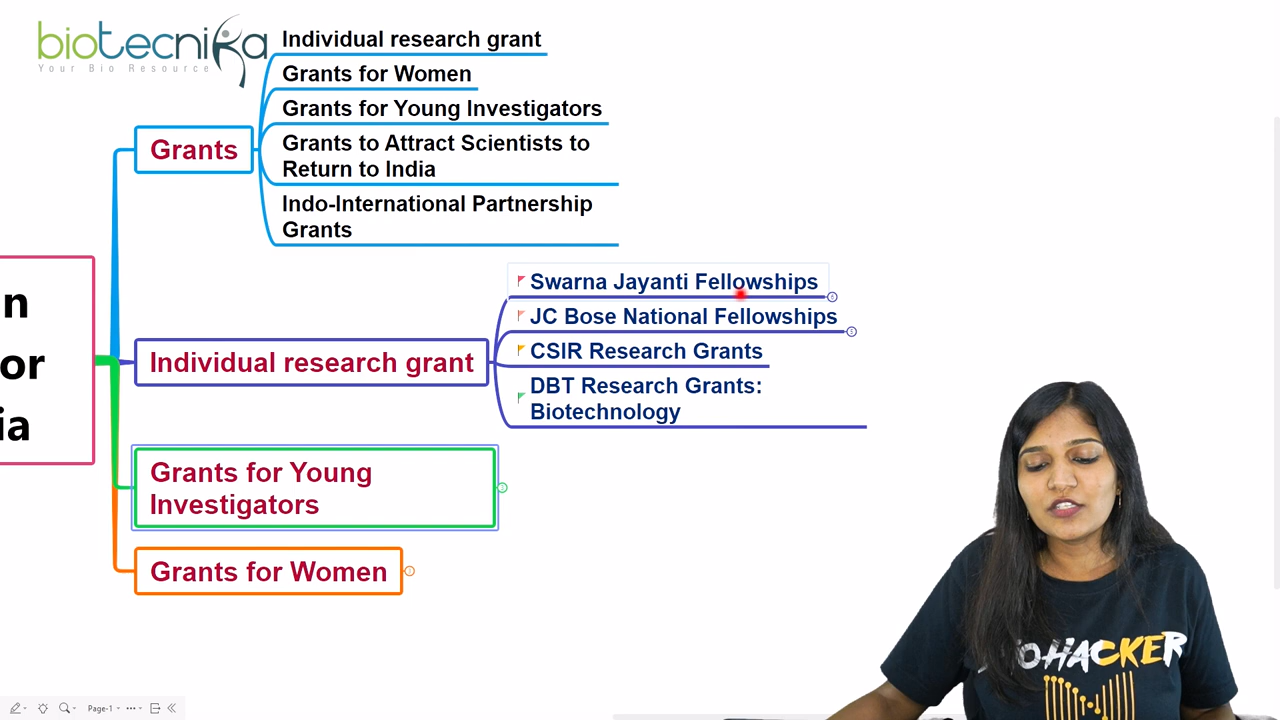 biotecnika
Your Bio Resource
Individual research grant
Grants for Women
Grants for Young Investigators
Grants to Attract Scientists to
Return to India
Indo-International Partnership
Grants
Grants
Swarna Jayanti Fellowships
JC Bose National Fellowships
CSIR Research Grants
DBT Research Grants:
Biotechnology
Individual research grant
n
or
ia
Grants for Young
Investigators
Grants for Women
BIOHACKER
Page-1